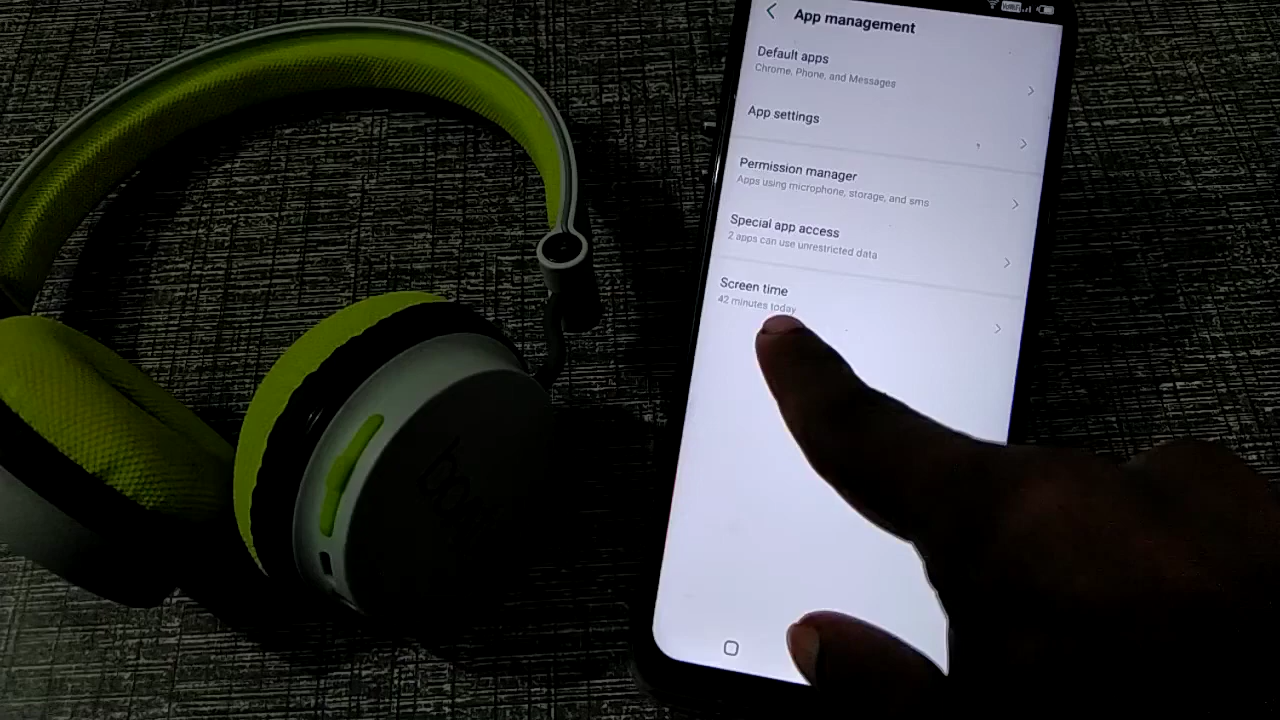 App management
Default apps
Chrome, Phone, and Messages
App settings
Permission manager
Apps using microphone, storage, and sms
Special app access
2 apps can use unrestricted data
Screen time
42 minutes today